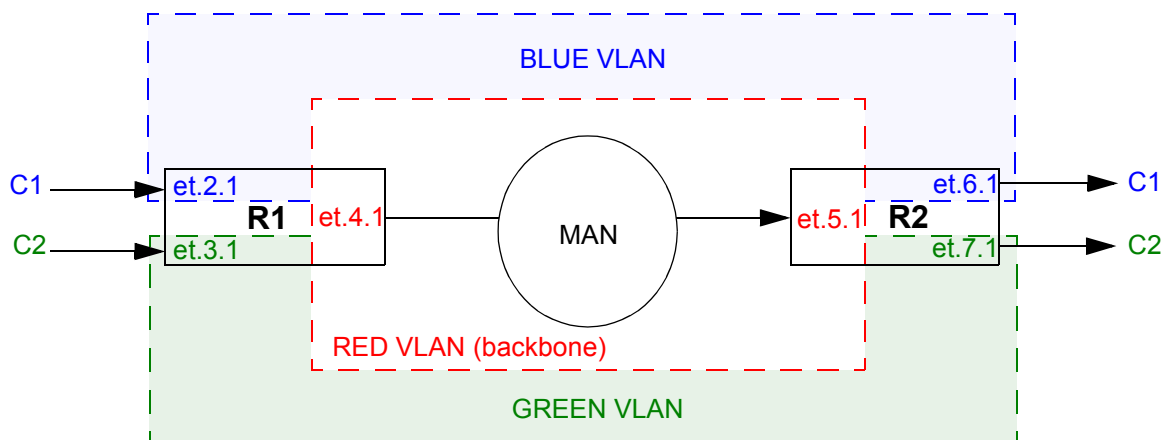 BLUE VLAN
C1
et.2.1
et.6.1
C1
R1
et.4.1
MAN
et.5.1
R2
C2
et.3.1
et.7.1
C2
RED VLAN (backbone)
GREEN VLAN